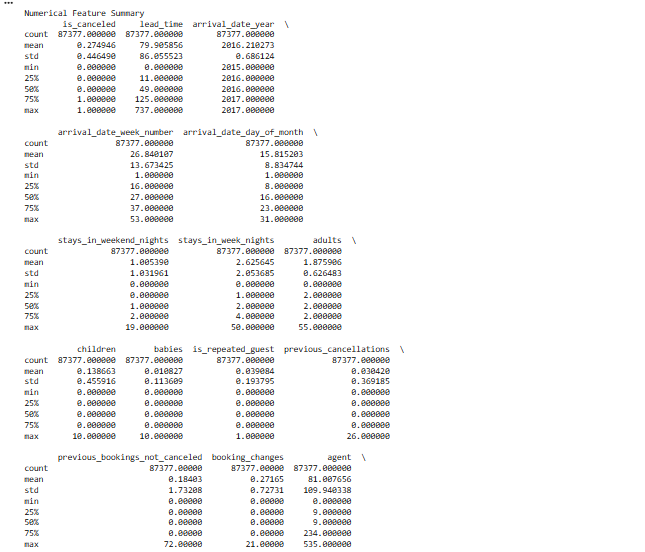 ...
Numerical Feature Summary
is_canceled lead_time arrival_date_year \
count 87377.000000 87377.000000 87377.000000
mean 0.274946 79.905856 2016.210273
std 0.446490 86.055523 0.686124
min 0.000000 0.000000 2015.000000
25% 0.000000 11.000000 2016.000000
50% 0.000000 49.000000 2016.000000
75% 1.000000 125.000000 2017.000000
max 1.000000 737.000000 2017.000000
arrival_date_week_number arrival_date_day_of_month \
count 87377.000000 87377.000000
mean 26.840107 15.815203
std 13.673425 8.834744
min 1.000000 1.000000
25% 16.000000 8.000000
50% 27.000000 16.000000
75% 37.000000 23.000000
max 53.000000 31.000000
stays_in_weekend_nights stays_in_week_nights adults \
count 87377.000000 87377.000000 87377.000000
mean 1.005390 2.625645 1.875906
std 1.031961 2.053685 0.626483
min 0.000000 0.000000 0.000000
25% 0.000000 1.000000 2.000000
50% 1.000000 2.000000 2.000000
75% 2.000000 4.000000 2.000000
max 19.000000 50.000000 55.000000
children babies is_repeated_guest previous_cancellations \
count 87377.000000 87377.000000 87377.000000 87377.000000
mean 0.138663 0.010827 0.039084 0.030420
std 0.455916 0.113609 0.193795 0.369185
min 0.000000 0.000000 0.000000 0.000000
25% 0.000000 0.000000 0.000000 0.000000
50% 0.000000 0.000000 0.000000 0.000000
75% 0.000000 0.000000 0.000000 0.000000
max 10.000000 10.000000 1.000000 26.000000
previous_bookings_not_canceled booking_changes agent \
count 87377.00000 87377.00000 87377.000000
mean 0.18403 0.27165 81.007656
std 1.73208 0.72731 109.940338
min 0.00000 0.00000 0.000000
25% 0.00000 0.00000 9.000000
50% 0.00000 0.00000 9.000000
75% 0.00000 0.00000 234.000000
max 72.00000 21.00000 535.000000